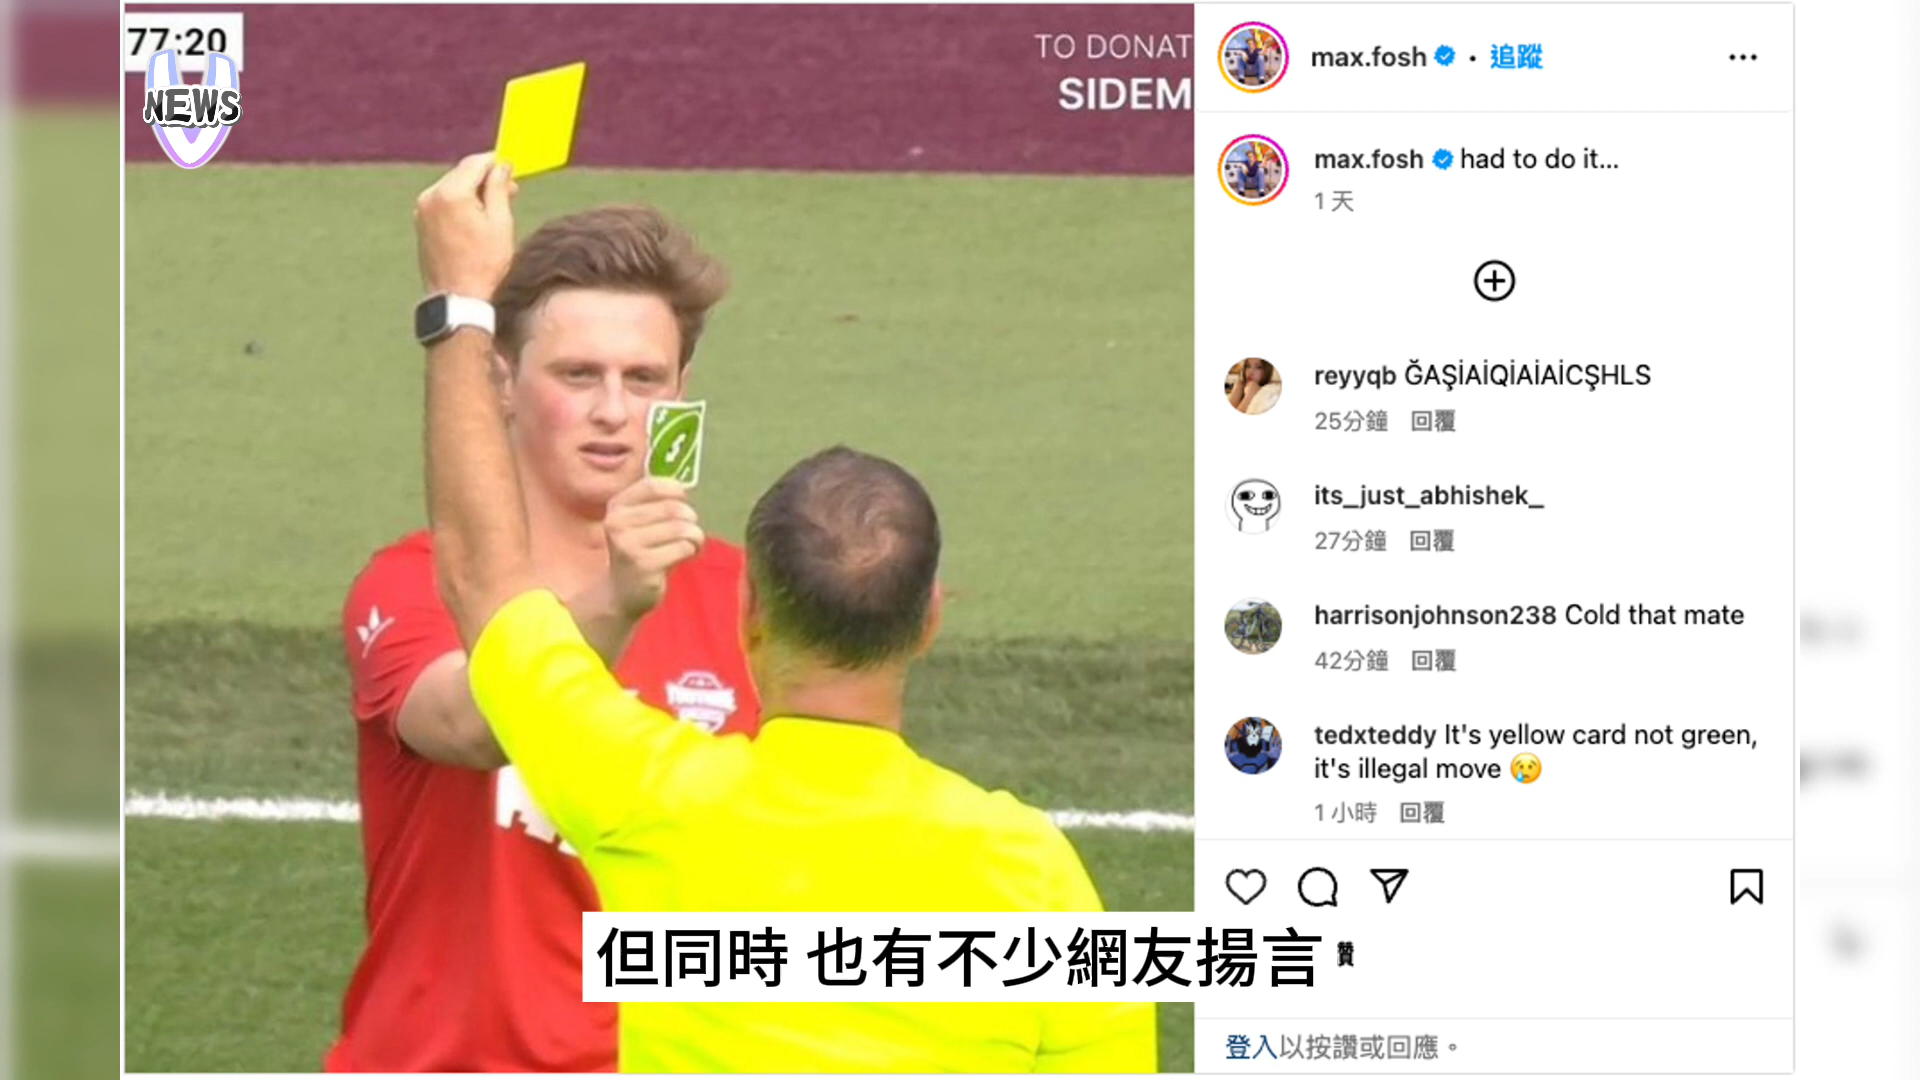 77:20
NEWS
TO DONAT
SIDEM
max.fosh • 追蹤
max.fosh had to do it...
1 天
reyyqb ĞAŞİAİQİAİAİCŞHLS
25分鐘 回覆
its_just_abhishek_
27分鐘 回覆
harrisonjohnson238 Cold that mate
42分鐘 回覆
tedxteddy It's yellow card not green,
it's illegal move 😢
1 小時 回覆
但同時 也有不少網友揚言
讚
登入以按讚或回應。